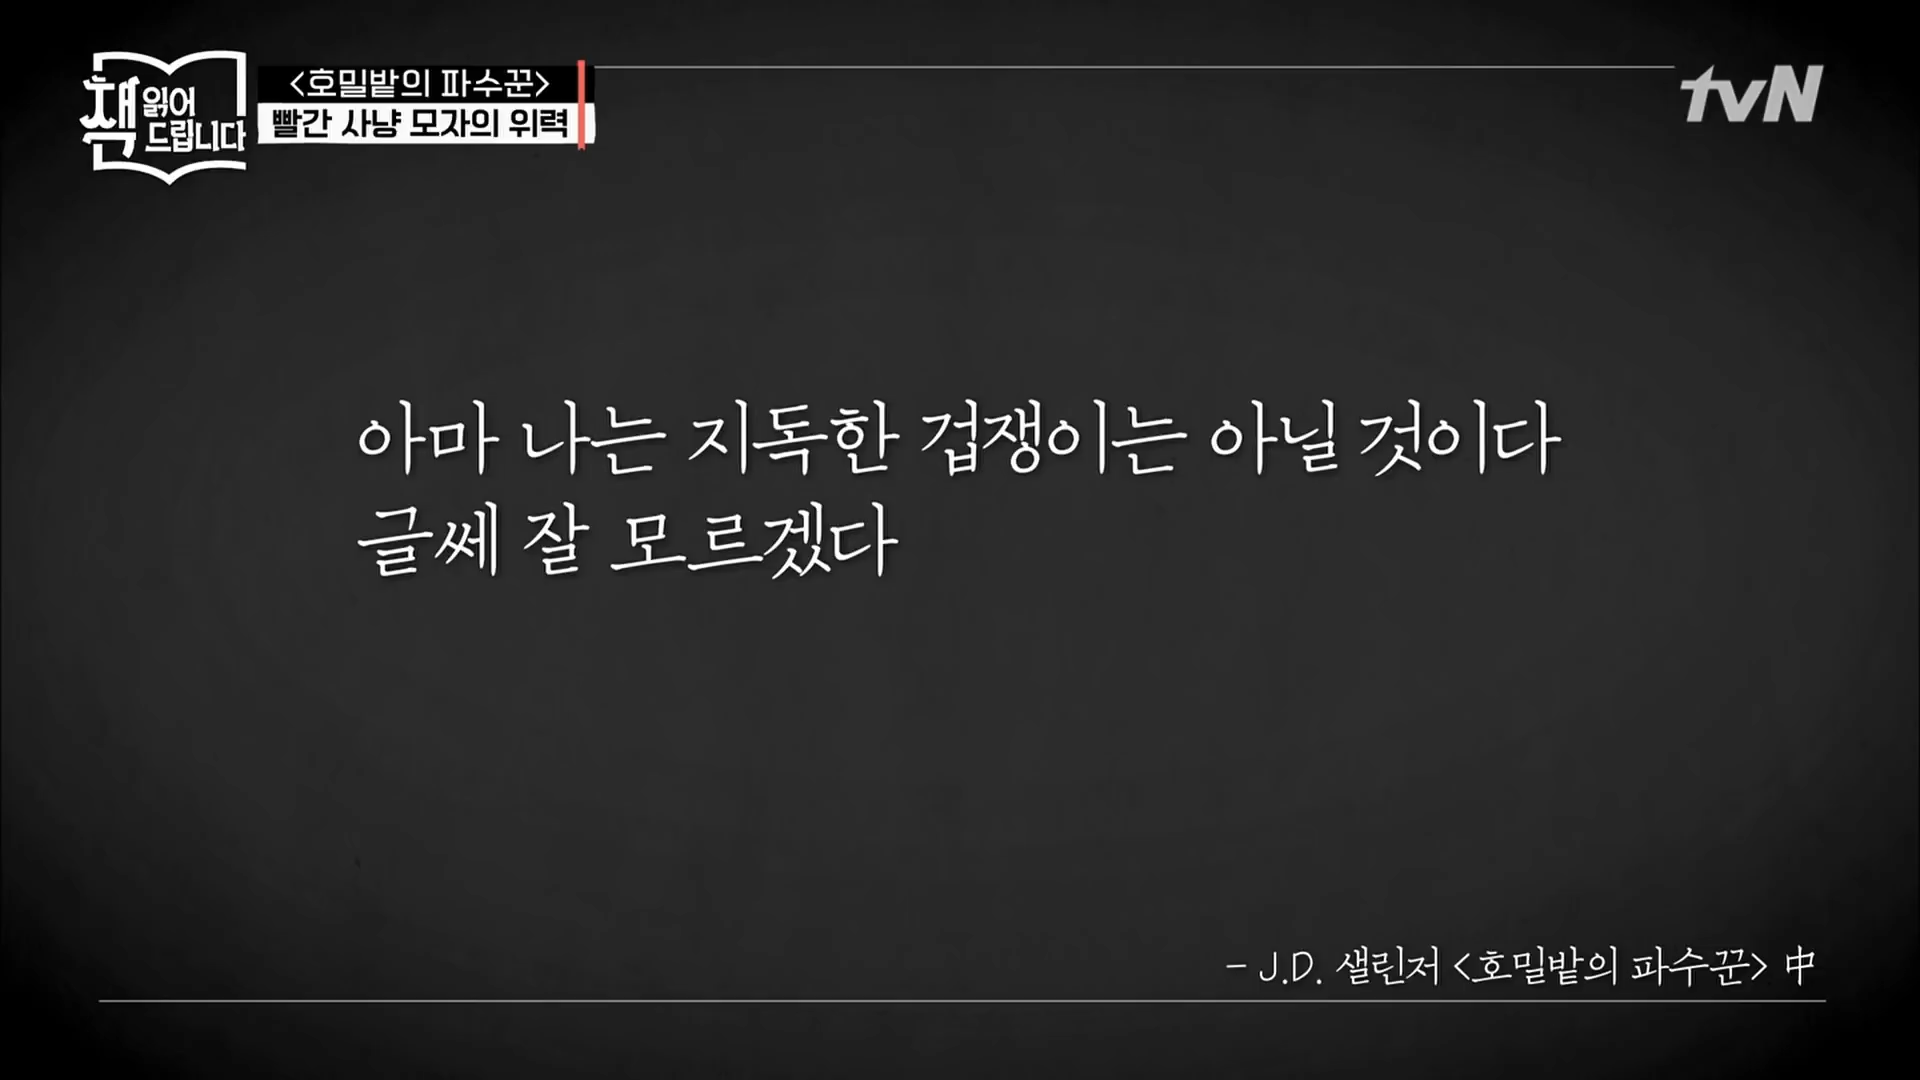 책 읽어
드립니다
<호밀밭의 파수꾼>
빨간 사냥 모자의 위력
tvN
아마 나는 지독한 겁쟁이는 아닐 것이다
글쎄 잘 모르겠다
- J.D. 샐린저 <호밀밭의 파수꾼> 中